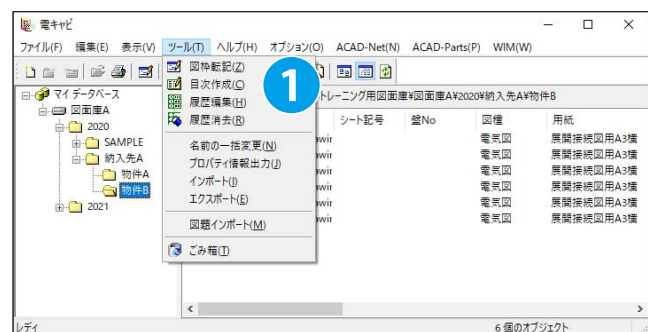 電キャビ
ファイル(F) 編集(E) 表示(V) ツール(T) ヘルプ(H) オプション(O) ACAD-Net(N) ACAD-Parts(P) WIM(W)
図枠転記(Z)
目次作成(C)
履歴編集(H)
履歴消去(R)
名前の一括変更(N)
プロパティ情報出力(J)
インポート(I)
エクスポート(E)
図題インポート(M)
ごみ箱(T)
1
マイ データベース
図面庫A
2020
SAMPLE
納入先A
物件A
物件B
2021
トレーニング用図面庫¥図面庫A¥2020¥納入先A¥物件B
シート記号 盤No 図種 用紙
awir 電気図 展開接続図用A3横
awir 電気図 展開接続図用A3横
awir 電気図 展開接続図用A3横
awir 電気図 展開接続図用A3横
awir 電気図 展開接続図用A3横
awir 電気図 展開接続図用A3横
レディ 6 個のオブジェクト